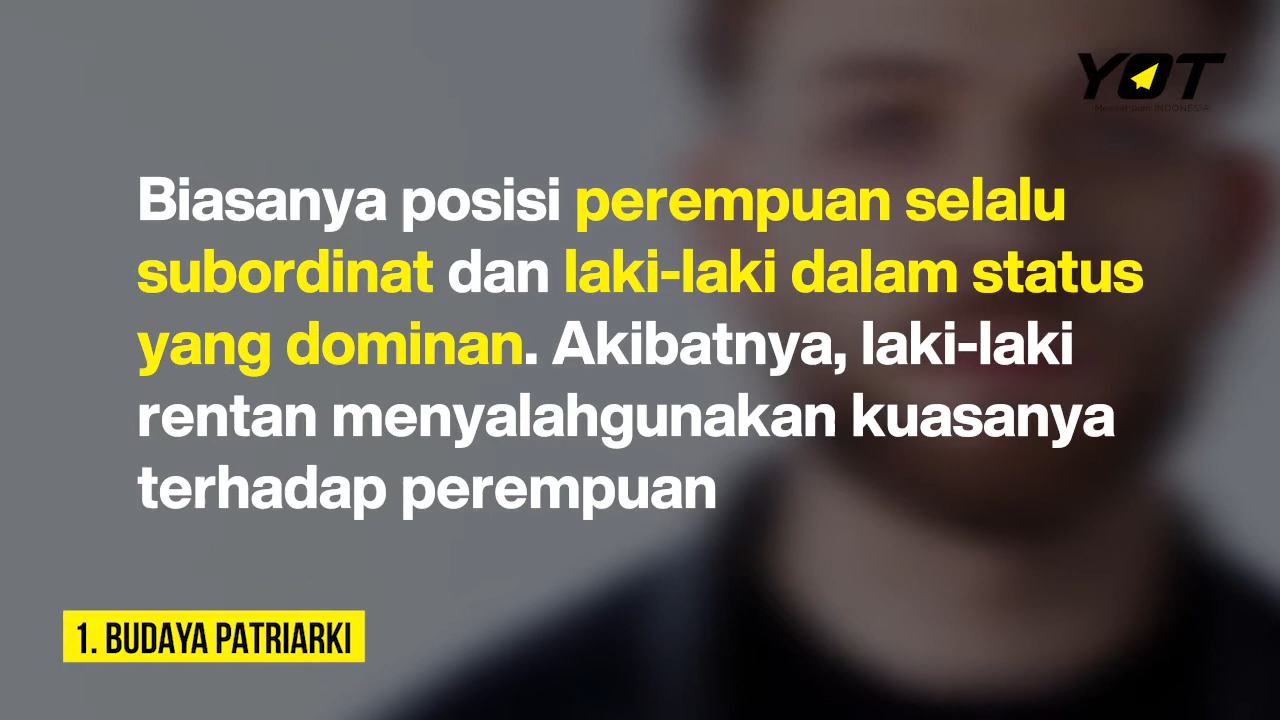 YOT
Biasanya posisi perempuan selalu
subordinat dan laki-laki dalam status
yang dominan. Akibatnya, laki-laki
rentan menyalahgunakan kuasanya
terhadap perempuan
1. BUDAYA PATRIARKI